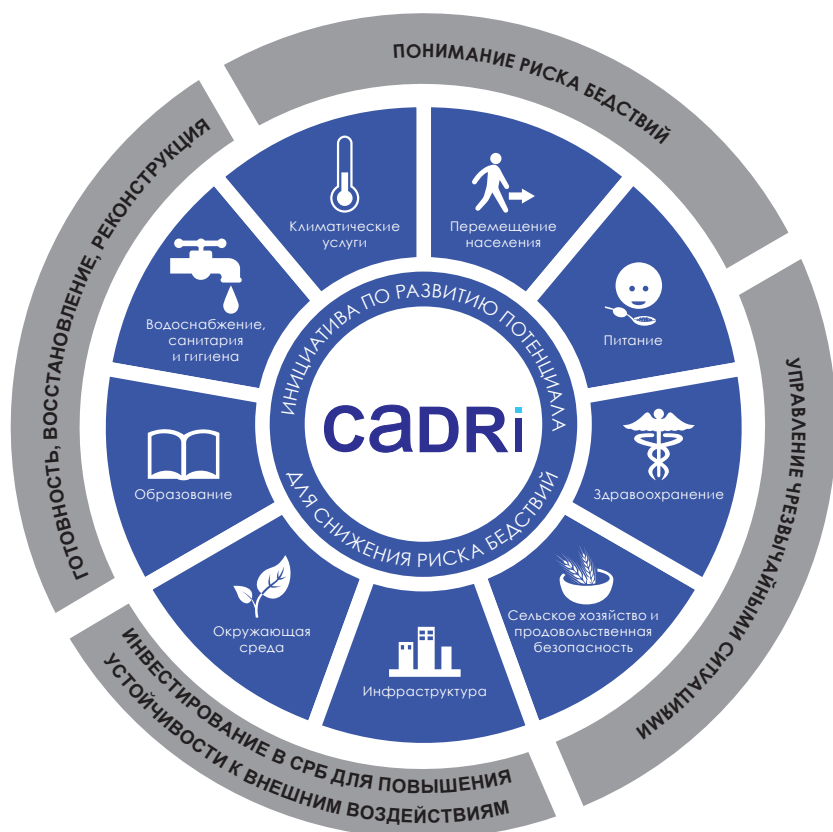 ПОНИМАНИЕ РИСКА БЕДСТВИЙ
УПРАВЛЕНИЕ ЧРЕЗВЫЧАЙНЫМИ СИТУАЦИЯМИ
ИНВЕСТИРОВАНИЕ В СРБ ДЛЯ ПОВЫШЕНИЯ
УСТОЙЧИВОСТИ К ВНЕШНИМ ВОЗДЕЙСТВИЯМ
ГОТОВНОСТЬ, ВОССТАНОВЛЕНИЕ, РЕКОНСТРУКЦИЯ
Климатические
услуги
Перемещение
населения
Питание
Здравоохранение
Сельское хозяйство и
продовольственная
безопасность
Инфраструктура
Окружающая
среда
Образование
Водоснабжение,
санитария
и гигиена
ИНИЦИАТИВА ПО РАЗВИТИЮ ПОТЕНЦИАЛА
ДЛЯ СНИЖЕНИЯ РИСКА БЕДСТВИЙ
CaDRi